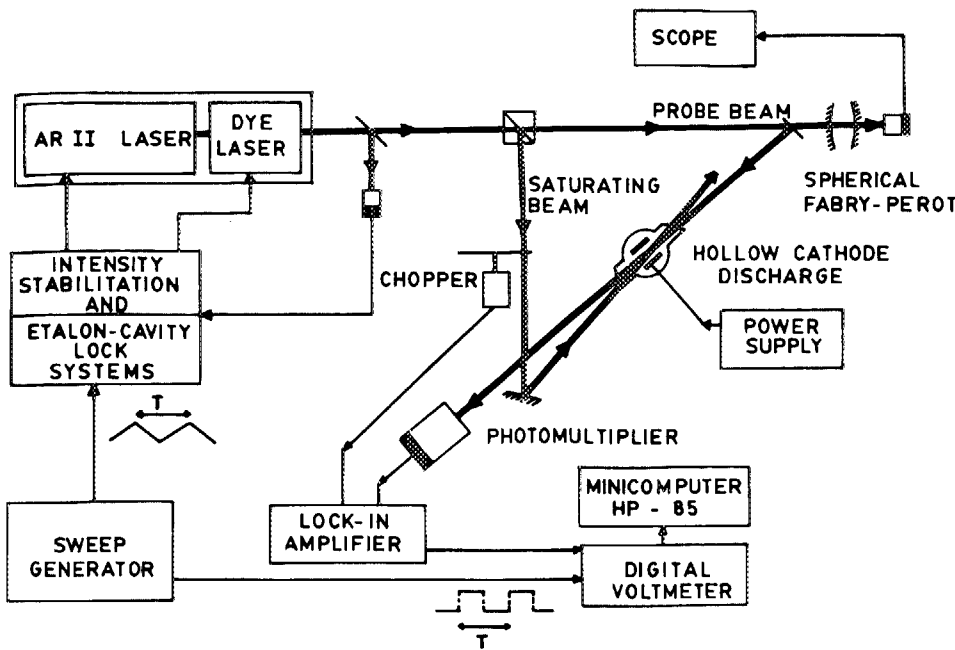 SCOPE
AR II LASER
DYE
LASER
PROBE BEAM
SATURATING
BEAM
SPHERICAL
FABRY-PEROT
INTENSITY
STABILITATION
AND
ETALON-CAVITY
LOCK
SYSTEMS
CHOPPER
HOLLOW CATHODE
DISCHARGE
POWER
SUPPLY
T
PHOTOMULTIPLIER
MINICOMPUTER
HP - 85
LOCK-IN
AMPLIFIER
SWEEP
GENERATOR
DIGITAL
VOLTMETER
T